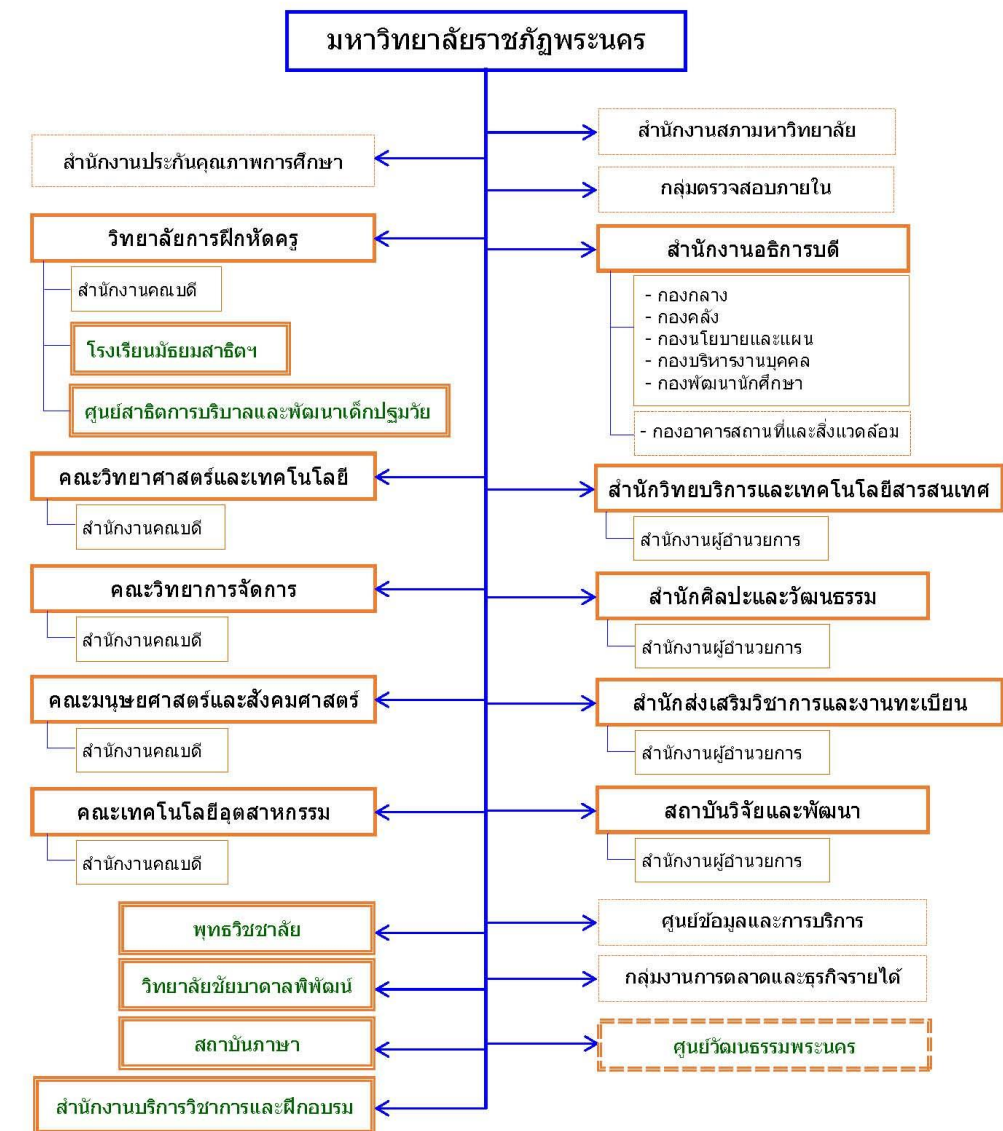 มหาวิทยาลัยราชภัฏพระนคร
สำนักงานสภามหาวิทยาลัย
สำนักงานประกันคุณภาพการศึกษา
กลุ่มตรวจสอบภายใน
วิทยาลัยการฝึกหัดครู
สำนักงานคณบดี
โรงเรียนมัธยมสาธิตฯ
ศูนย์สาธิตการบริบาลและพัฒนาเด็กปฐมวัย
สำนักงานอธิการบดี
- กองกลาง
- กองคลัง
- กองนโยบายและแผน
- กองบริหารงานบุคคล
- กองพัฒนานักศึกษา
- กองอาคารสถานที่และสิ่งแวดล้อม
คณะวิทยาศาสตร์และเทคโนโลยี
สำนักงานคณบดี
สำนักวิทยบริการและเทคโนโลยีสารสนเทศ
สำนักงานผู้อำนวยการ
คณะวิทยาการจัดการ
สำนักงานคณบดี
สำนักศิลปะและวัฒนธรรม
สำนักงานผู้อำนวยการ
คณะมนุษยศาสตร์และสังคมศาสตร์
สำนักงานคณบดี
สำนักส่งเสริมวิชาการและงานทะเบียน
สำนักงานผู้อำนวยการ
คณะเทคโนโลยีอุตสาหกรรม
สำนักงานคณบดี
สถาบันวิจัยและพัฒนา
สำนักงานผู้อำนวยการ
พุทธวิชชาลัย
ศูนย์ข้อมูลและการบริการ
วิทยาลัยชัยบาดาลพิพัฒน์
กลุ่มงานการตลาดและธุรกิจรายได้
สถาบันภาษา
ศูนย์วัฒนธรรมพระนคร
สำนักงานบริการวิชาการและฝึกอบรม